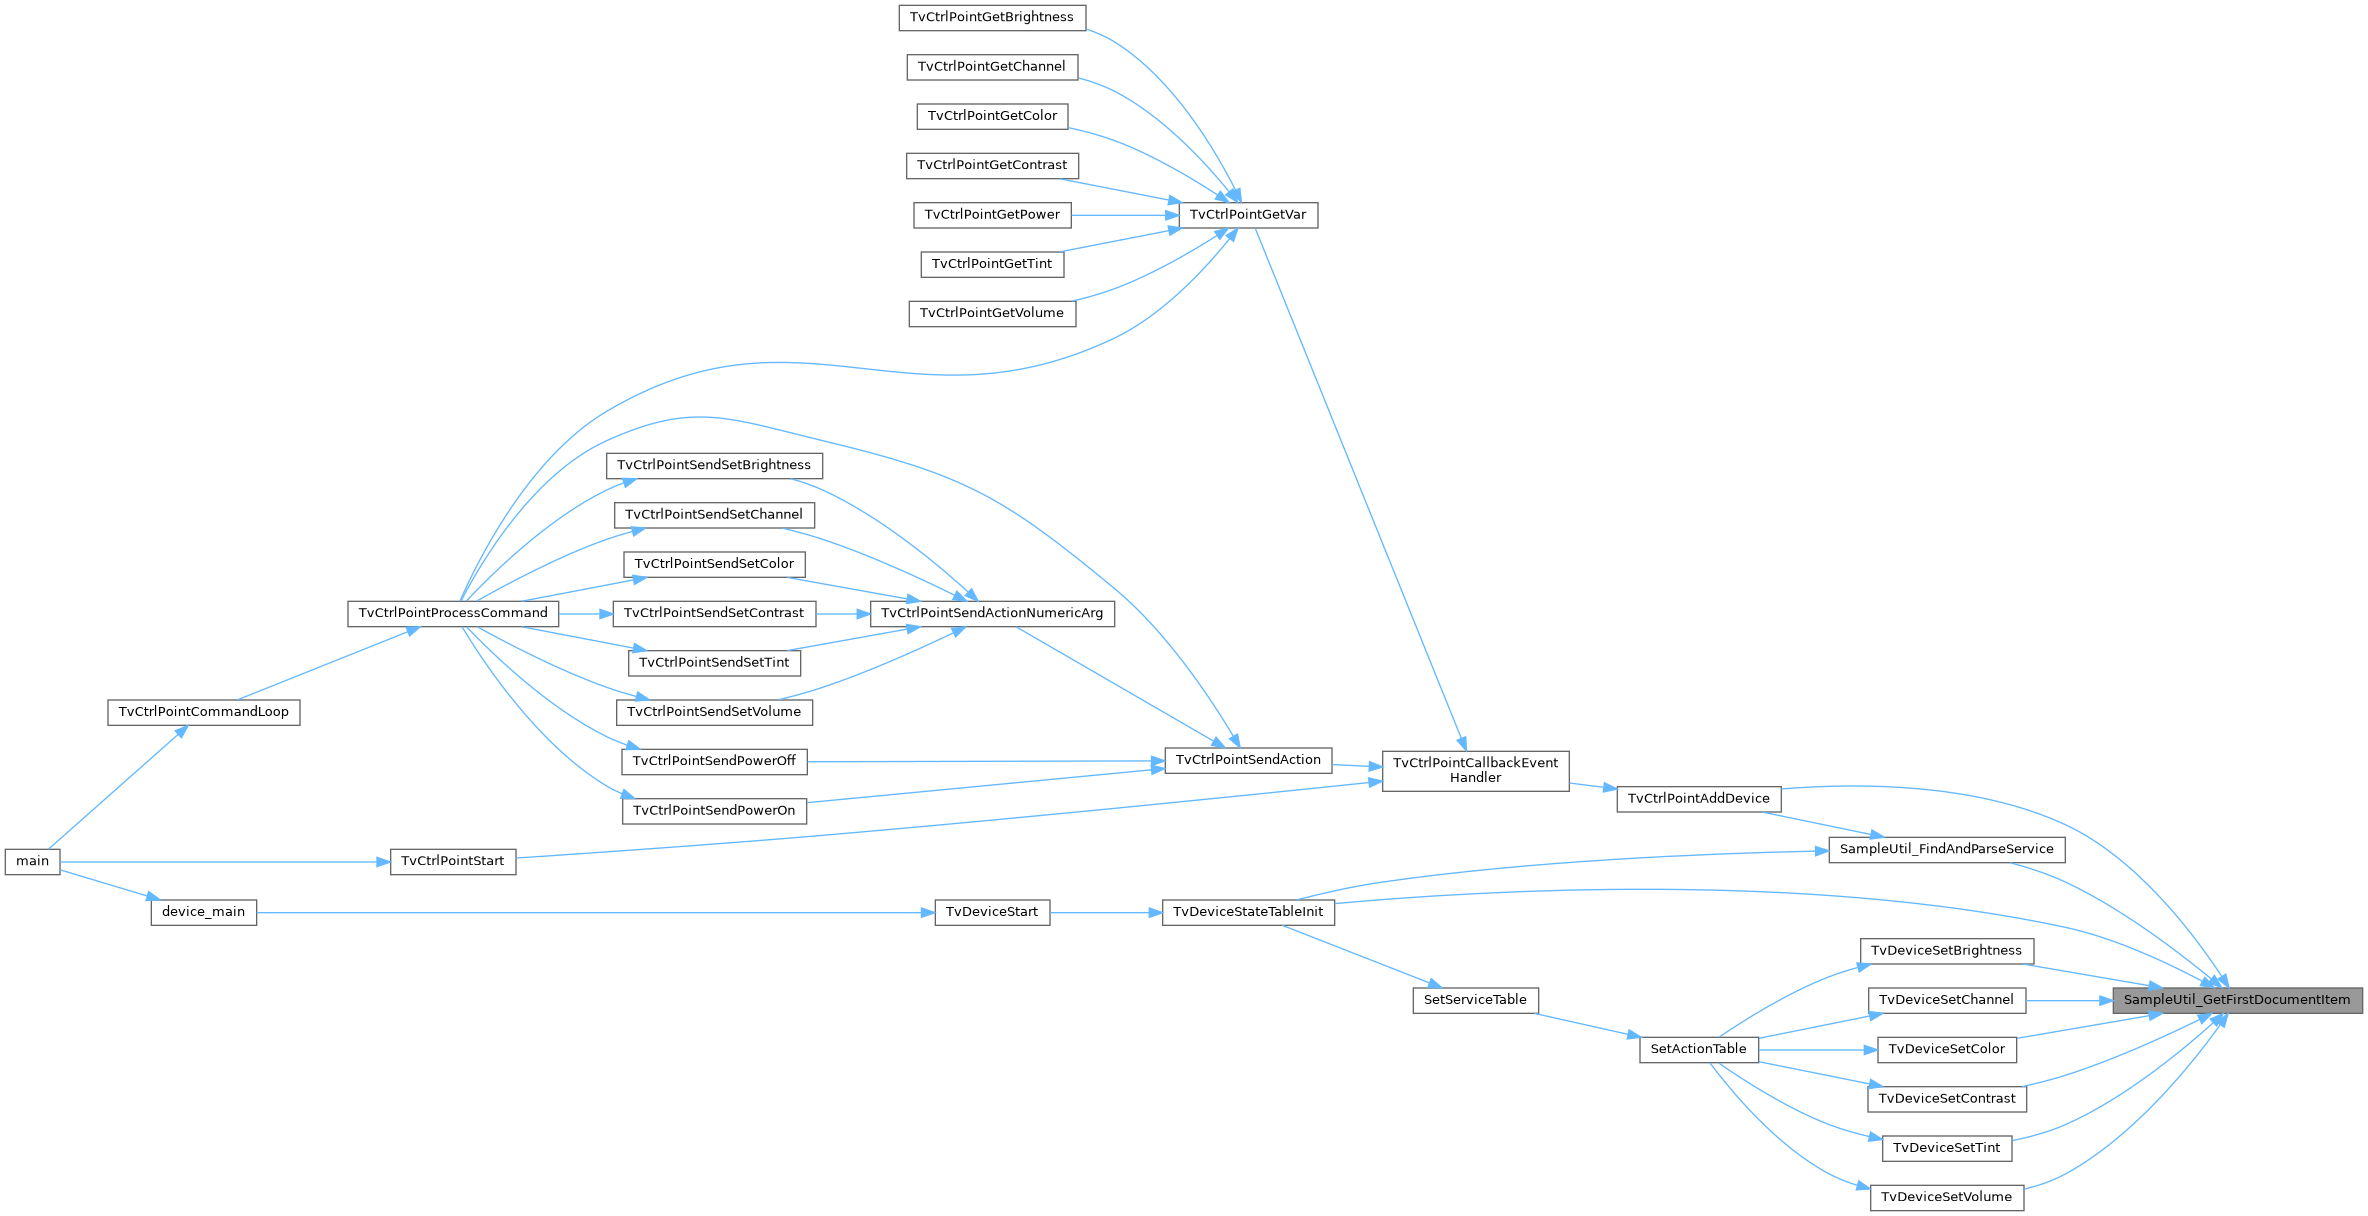 TvCtrlPointGetBrightness
TvCtrlPointGetChannel
TvCtrlPointGetColor
TvCtrlPointGetContrast
TvCtrlPointGetPower
TvCtrlPointGetVar
TvCtrlPointGetTint
TvCtrlPointGetVolume
TvCtrlPointSendSetBrightness
TvCtrlPointSendSetChannel
TvCtrlPointSendSetColor
TvCtrlPointProcessCommand
TvCtrlPointSendSetContrast
TvCtrlPointSendActionNumericArg
TvCtrlPointSendSetTint
TvCtrlPointCommandLoop
TvCtrlPointSendSetVolume
TvCtrlPointSendPowerOff
TvCtrlPointSendAction
TvCtrlPointCallbackEvent
Handler
TvCtrlPointAddDevice
TvCtrlPointSendPowerOn
SampleUtil_FindAndParseService
main
TvCtrlPointStart
device_main
TvDeviceStart
TvDeviceStateTableInit
TvDeviceSetBrightness
SetServiceTable
TvDeviceSetChannel
SampleUtil_GetFirstDocumentItem
SetActionTable
TvDeviceSetColor
TvDeviceSetContrast
TvDeviceSetTint
TvDeviceSetVolume